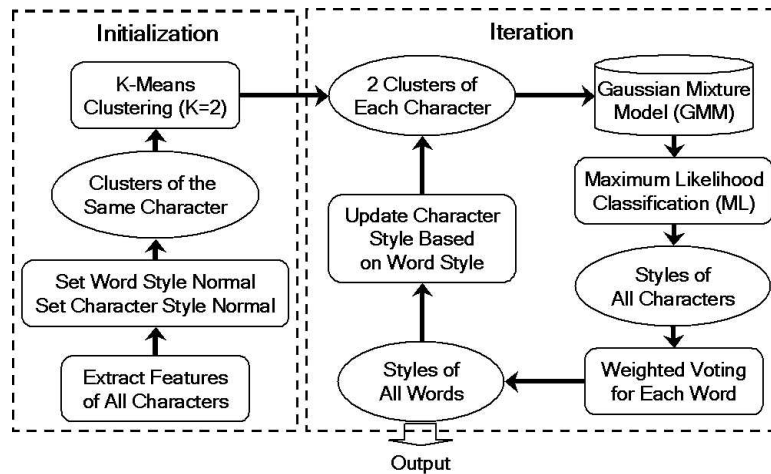 Initialization
K-Means
Clustering (K=2)
Clusters of the
Same Character
Set Word Style Normal
Set Character Style Normal
Extract Features
of All Characters
Iteration
2 Clusters of
Each Character
Gaussian Mixture
Model (GMM)
Maximum Likelihood
Classification (ML)
Styles of
All Characters
Weighted Voting
for Each Word
Styles of
All Words
Update Character
Style Based
on Word Style
Output